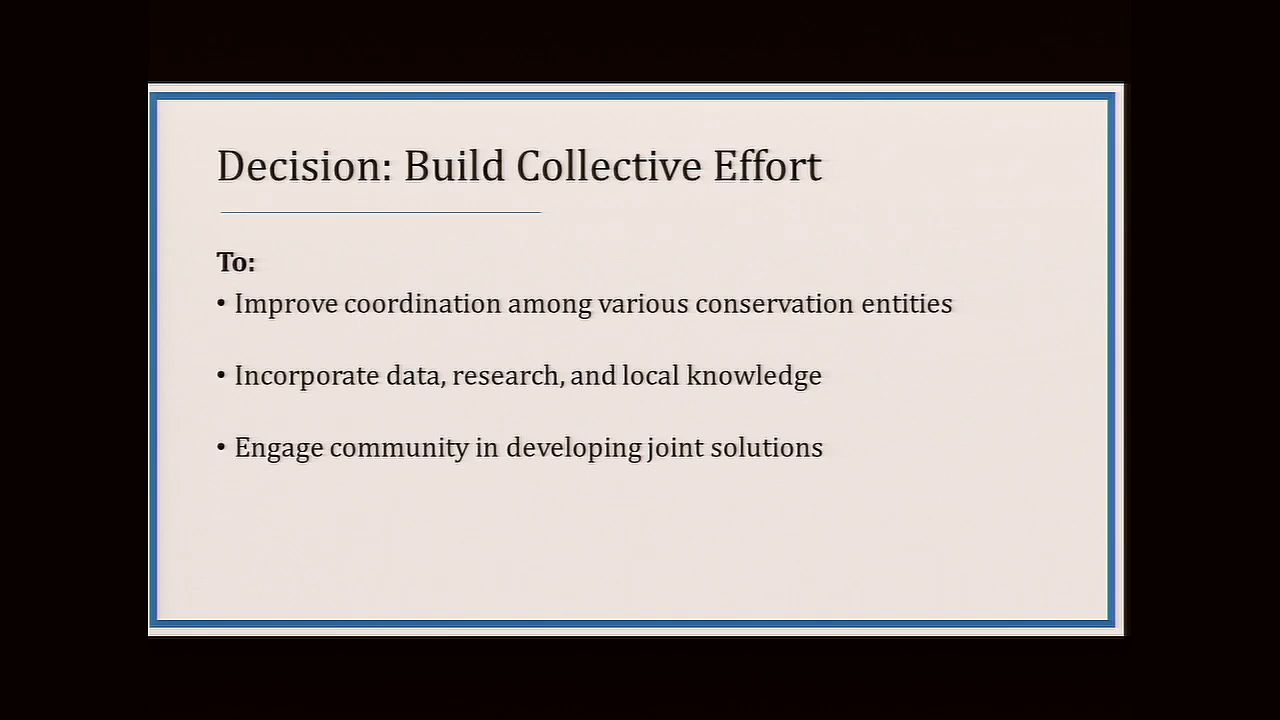 Decision: Build Collective Effort
To:
• Improve coordination among various conservation entities
• Incorporate data, research, and local knowledge
• Engage community in developing joint solutions